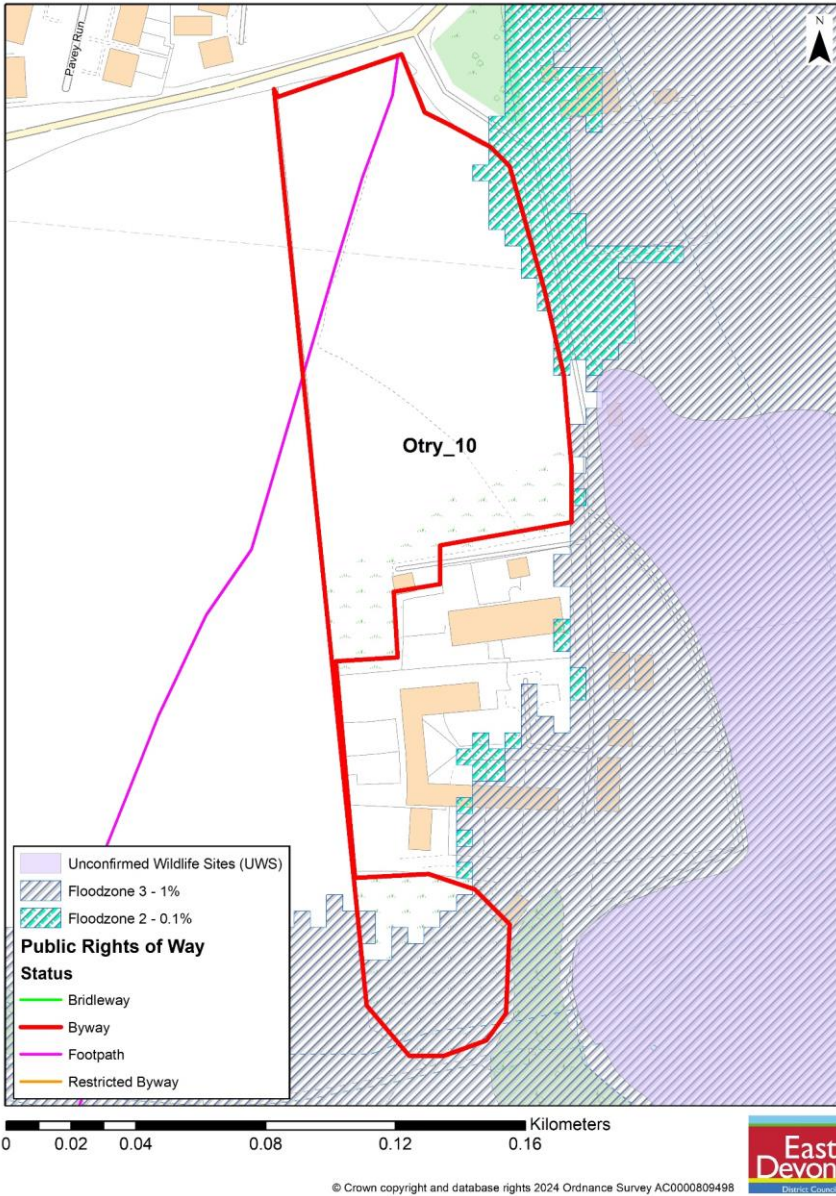 N
Pavey Run
Otry_10
Unconfirmed Wildlife Sites (UWS)
Floodzone 3 - 1%
Floodzone 2 - 0.1%
Public Rights of Way
Status
Bridleway
Byway
Footpath
Restricted Byway
Kilometers
0 0.02 0.04 0.08 0.12 0.16
East
Devon
District Council
© Crown copyright and database rights 2024 Ordnance Survey AC0000809498